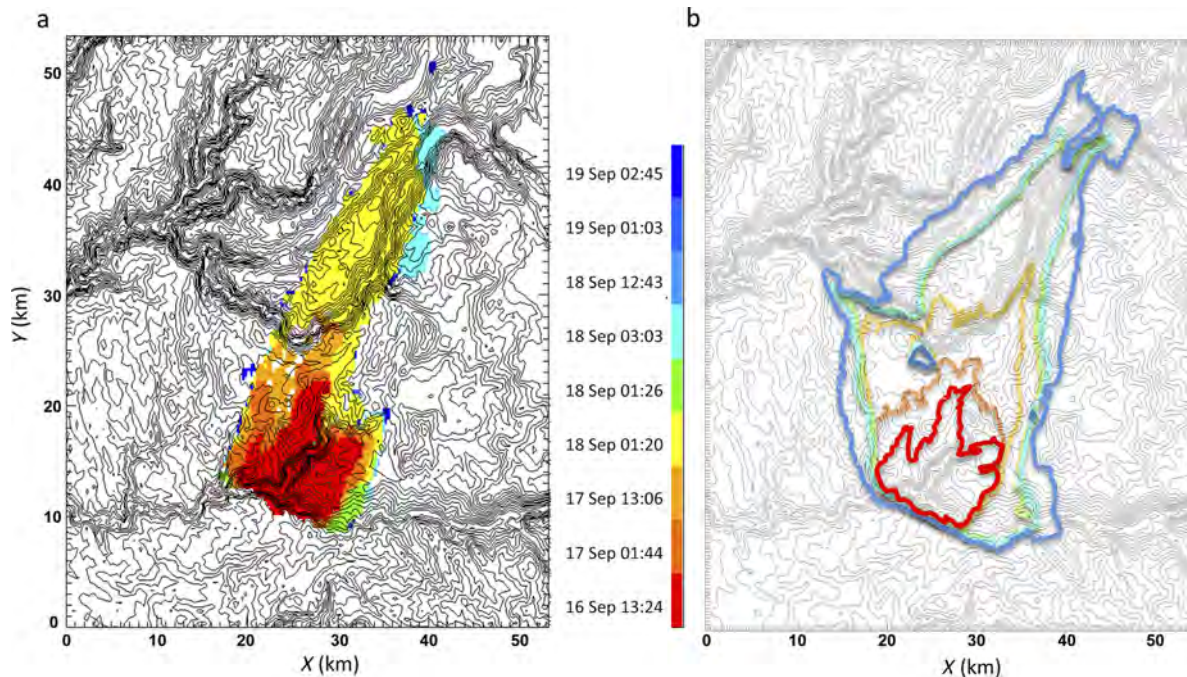 a
b
50
40
30
20
10
0
Y (km)
0 10 20 30 40 50
X (km)
19 Sep 02:45
19 Sep 01:03
18 Sep 12:43
18 Sep 03:03
18 Sep 01:26
18 Sep 01:20
17 Sep 13:06
17 Sep 01:44
16 Sep 13:24
0 10 20 30 40 50
X (km)